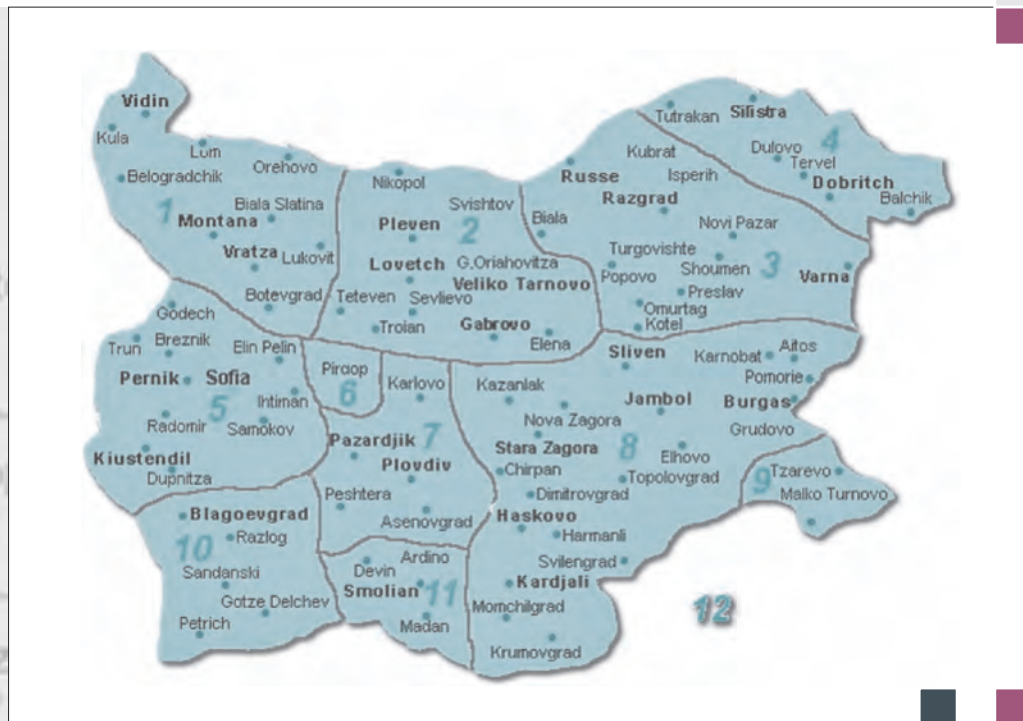 Vidin
Kula
Lom
Orehovo
Belogradchik
1
Biala Slatina
Montana
Vratza
Lukovit
Botevgrad
Nikopol
Svishtov
Pleven
2
Lovetch
G.Oriahovitza
Veliko Tarnovo
Teteven
Sevlievo
Troian
Gabrovo
Elena
Russe
Kubrat
Isperih
Razgrad
Biala
Novi Pazar
Turgovishte
Popovo
Shoumen
3
Varna
Preslav
Omurtag
Kotel
Tutrakan
Silistra
4
Dulovo
Tervel
Dobritch
Balchik
Godech
Trun
Breznik
Elin Pelin
Pernik
Sofia
5
Ihtiman
Radomir
Samokov
Kiustendil
Dupnitza
6
Karlovo
Pazardjik
7
Plovdiv
Peshtera
Asenovgrad
Sliven
Karnobat
Aitos
Pomorie
Kazanlak
Jambol
Burgas
Nova Zagora
Grudovo
Stara Zagora
8
Elhovo
Chirpan
Topolovgrad
Dimitrovgrad
Haskovo
Harmanli
Svilengrad
Kardjali
Momchilgrad
Krumovgrad
9
Tzarevo
Malko Turnovo
Blagoevgrad
10
Razlog
Sandanski
Gotze Delchev
Petrich
Devin
Ardino
Smolian
11
Madan
12